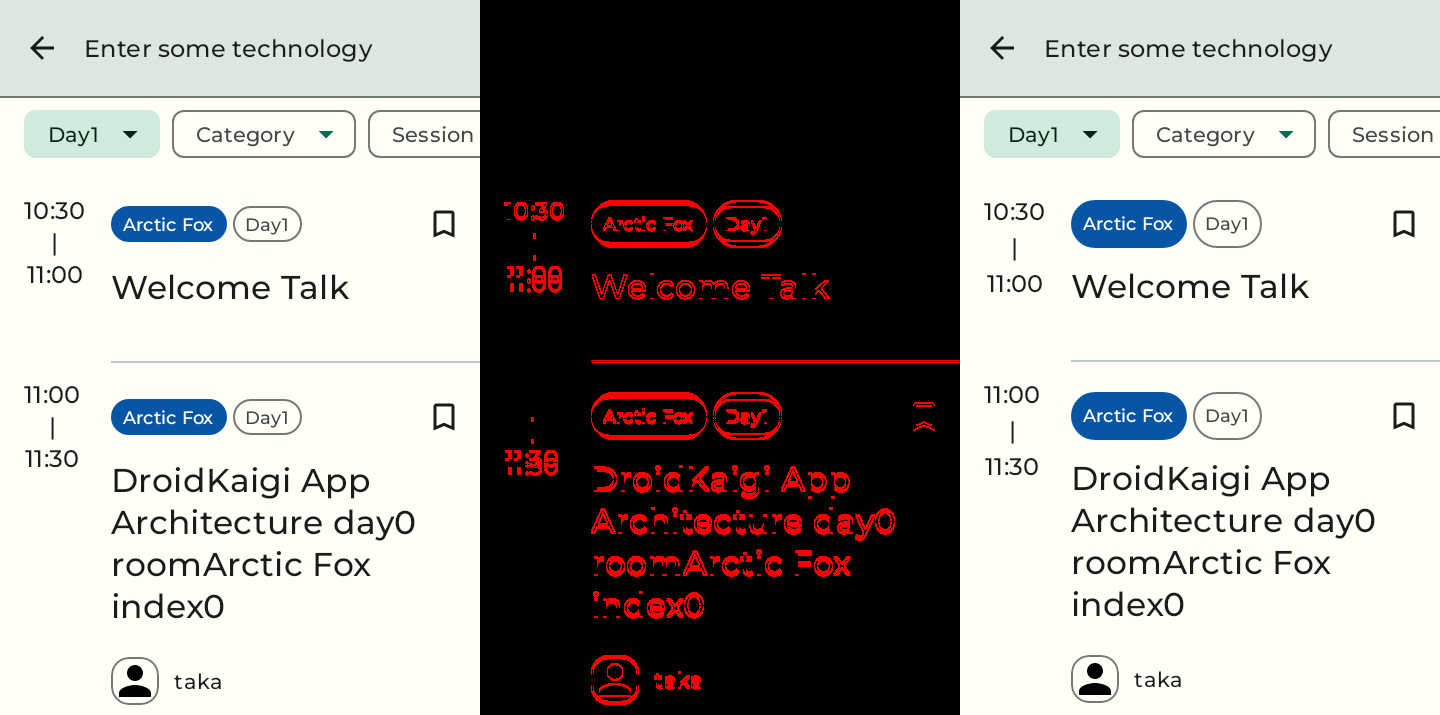 Enter some technology
Day1 Category Session
10:30 Arctic Fox Day1
|
11:00 Welcome Talk
11:00 Arctic Fox Day1
|
11:30
DroidKaigi App
Architecture day0
roomArctic Fox
index0
taka
10:30 Arctic Fox Day1
11:00 Welcome Talk
Arctic Fox Day1
11:30
DroidKaigi App
Architecture day0
roomArctic Fox
index0
taka
Enter some technology
Day1 Category Session
10:30 Arctic Fox Day1
|
11:00 Welcome Talk
11:00 Arctic Fox Day1
|
11:30
DroidKaigi App
Architecture day0
roomArctic Fox
index0
taka